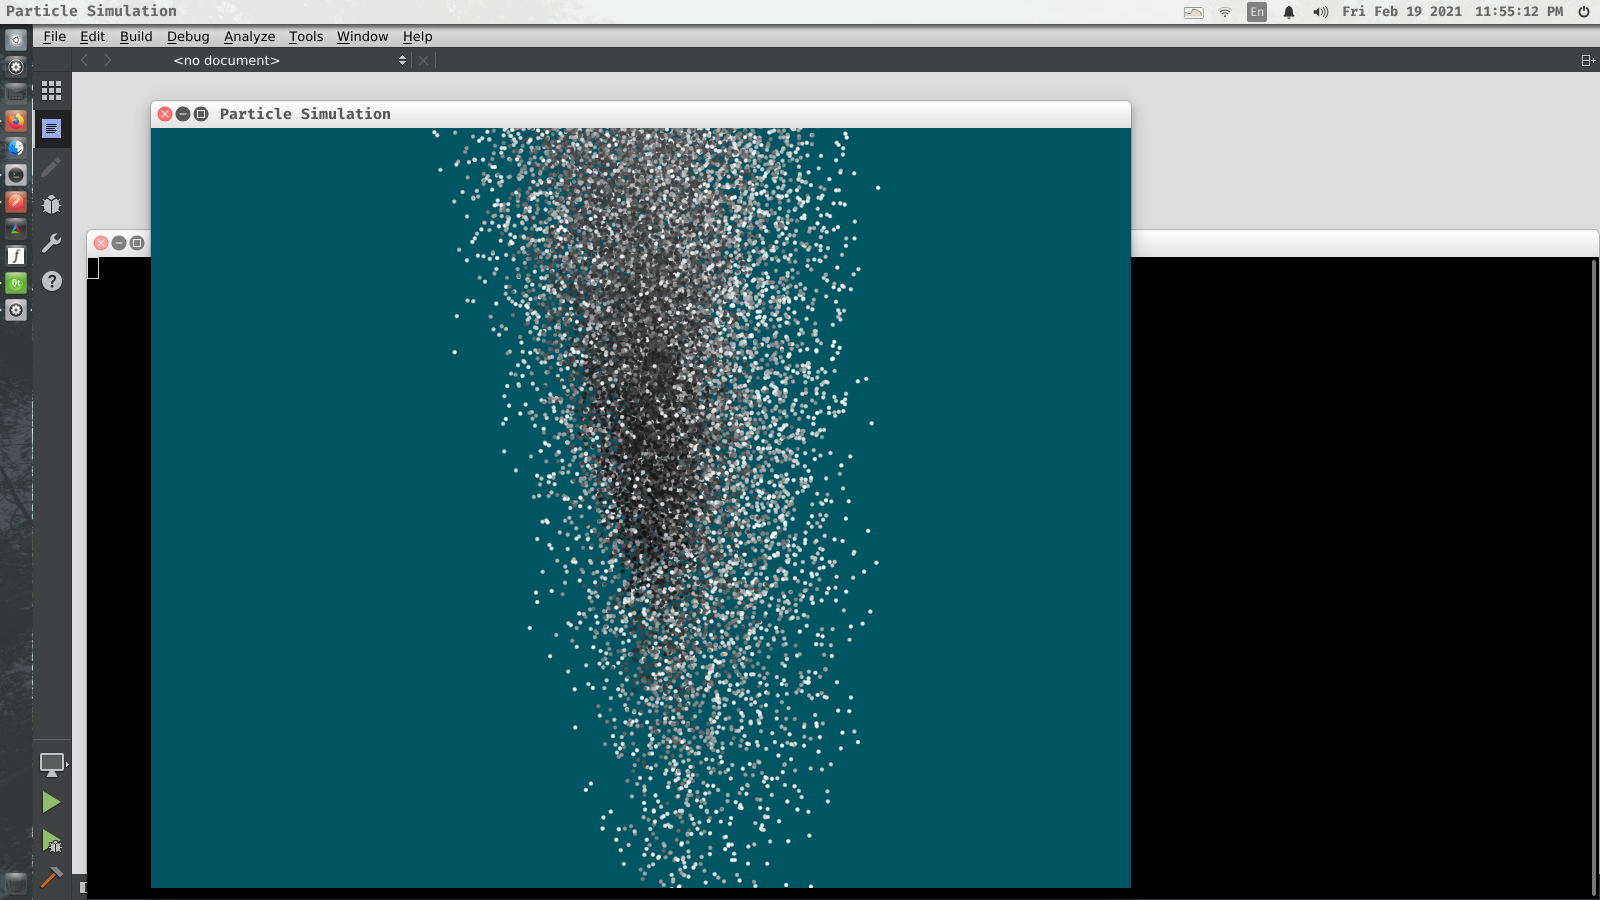 Particle Simulation
En
Fri Feb 19 2021 11:55:12 PM
File Edit Build Debug Analyze Tools Window Help
<no document>
Particle Simulation
f
Qt
?